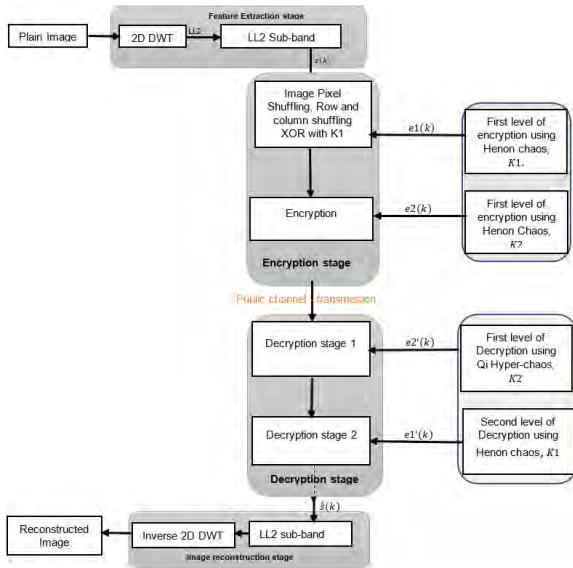 Feature Extraction stage
Plain Image
2D DWT
LL2
LL2 Sub-band
s(k)
Image Pixel
Shuffling, Row and
column shuffling
XOR with K1
e1(k)
First level of
encryption using
Henon chaos,
K1.
Encryption
e2(k)
First level of
encryption using
Henon Chaos,
K2
Encryption stage
Public channel transmission
Decryption stage 1
e2'(k)
First level of
Decryption using
Qi Hyper-chaos,
K2
Decryption stage 2
e1'(k)
Second level of
Decryption using
Henon chaos, K1
Decryption stage
ŝ(k)
Reconstructed
Image
Inverse 2D DWT
LL2 sub-band
Image reconstruction stage